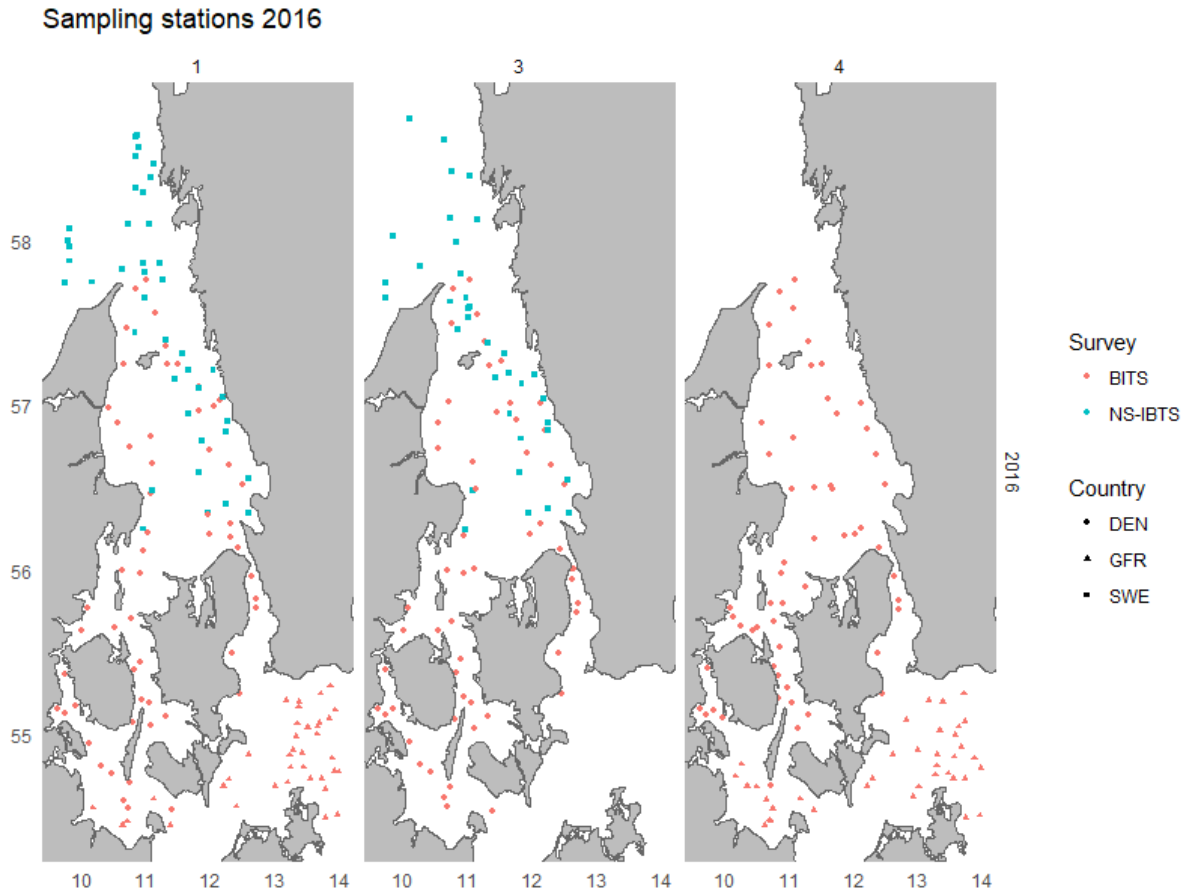 Sampling stations 2016
1 3 4
58
57
56
55
2016
10 11 12 13 14 10 11 12 13 14 10 11 12 13 14
Survey
BITS
NS-IBTS
Country
DEN
GFR
SWE